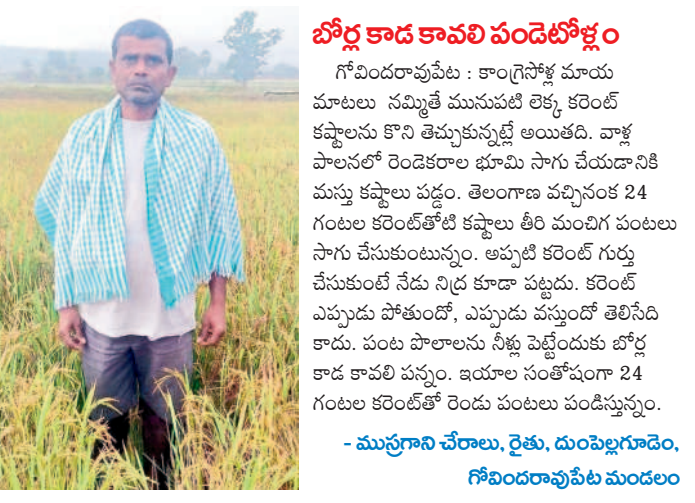 బోర్ల కాడ కావలి పండెటోళ్లం
గోవిందరావుపేట : కాంగ్రెసోళ్ల మాయ
మాటలు నమ్మితే మునుపటి లెక్క కరెంట్
కష్టాలను కొని తెచ్చుకున్నట్లే అయితది. వాళ్ల
పాలనలో రెండెకరాల భూమి సాగు చేయడానికి
మస్తు కష్టాలు పడ్డం. తెలంగాణ వచ్చినంక 24
గంటల కరెంట్‌తోటి కష్టాలు తీరి మంచిగ పంటలు
సాగు చేసుకుంటున్నం. అప్పటి కరెంట్ గుర్తు
చేసుకుంటే నేడు నిద్ర కూడా పట్టదు. కరెంట్
ఎప్పుడు పోతుందో, ఎప్పుడు వస్తుందో తెలిసేది
కాదు. పంట పొలాలను నీళ్లు పెట్టేందుకు బోర్ల
కాడ కావలి పన్నం. ఇయాల సంతోషంగా 24
గంటల కరెంట్‌తో రెండు పంటలు పండిస్తున్నం.
- ముస్రగాని చేరాలు, రైతు, దుంపెల్లగూడెం,
గోవిందరావుపేట మండలం